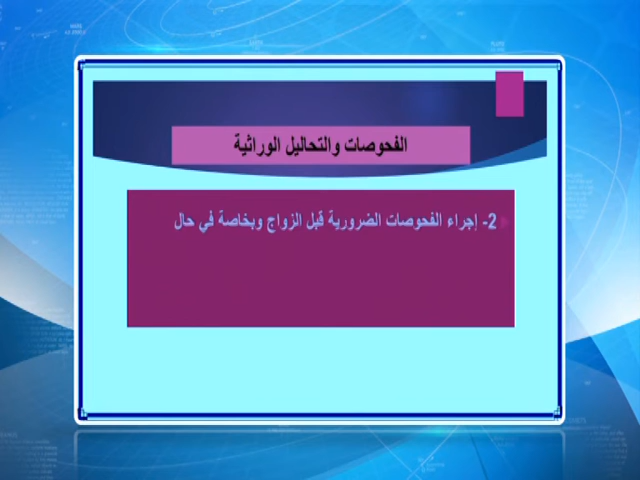 الفحوصات والتحاليل الوراثية
2- إجراء الفحوصات الضرورية قبل الزواج وبخاصة في حال